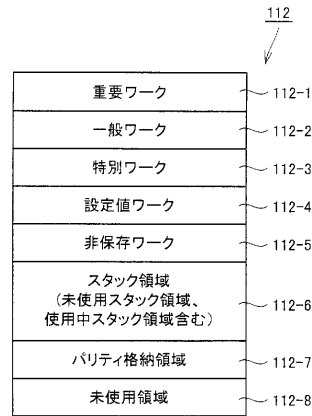 112
重要ワーク 112-1
一般ワーク 112-2
特別ワーク 112-3
設定値ワーク 112-4
非保存ワーク 112-5
スタック領域
(未使用スタック領域、 112-6
使用中スタック領域含む)
パリティ格納領域 112-7
未使用領域 112-8